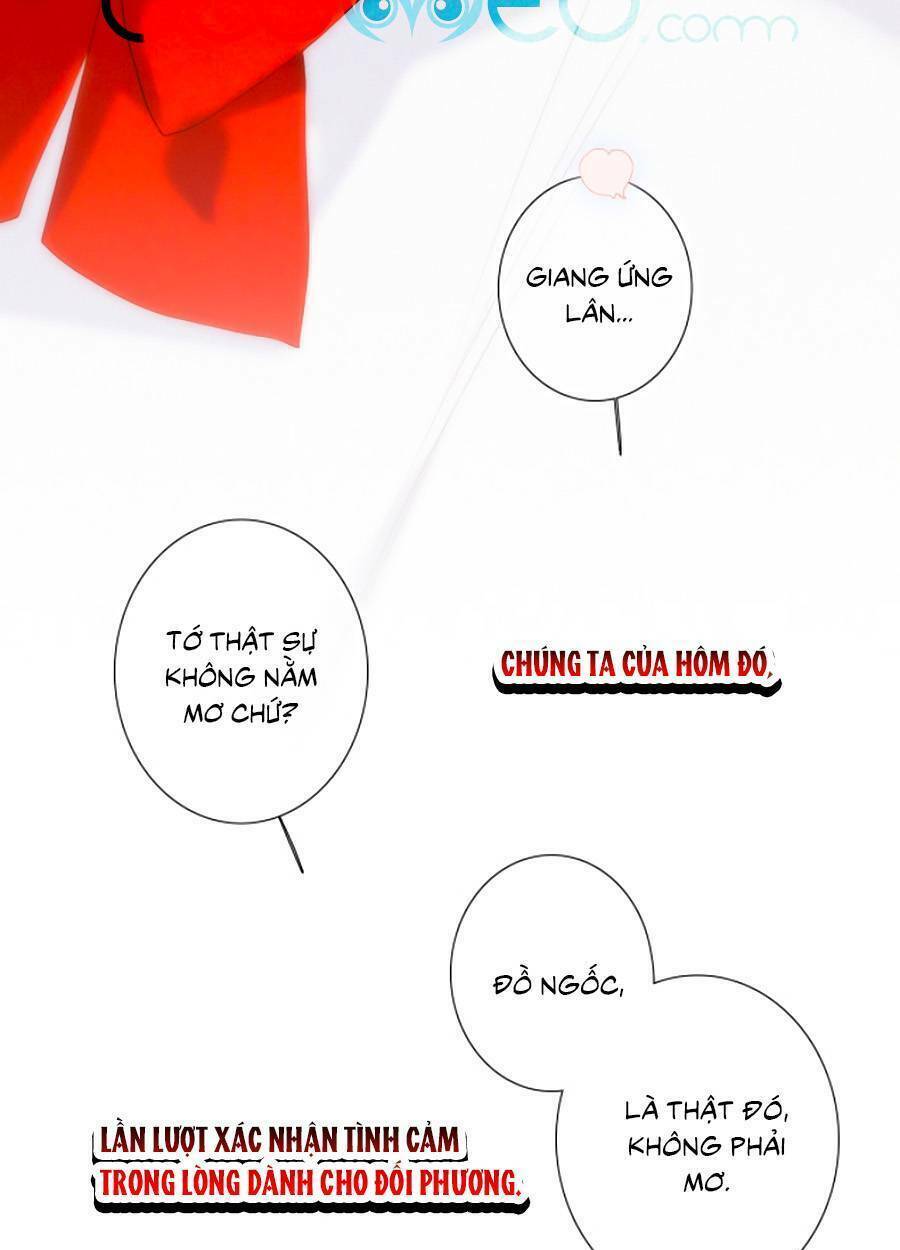 GIANG ỨNG
LÂN...
TỚ THẬT SỰ
KHÔNG NẰM
MƠ CHỨ?
CHÚNG TA CỦA HÔM ĐÓ,
ĐỒ NGỐC,
LÀ THẬT ĐÓ,
KHÔNG PHẢI
MƠ.
LẦN LƯỢT XÁC NHẬN TÌNH CẢM
TRONG LÒNG DÀNH CHO ĐỐI PHƯƠNG,